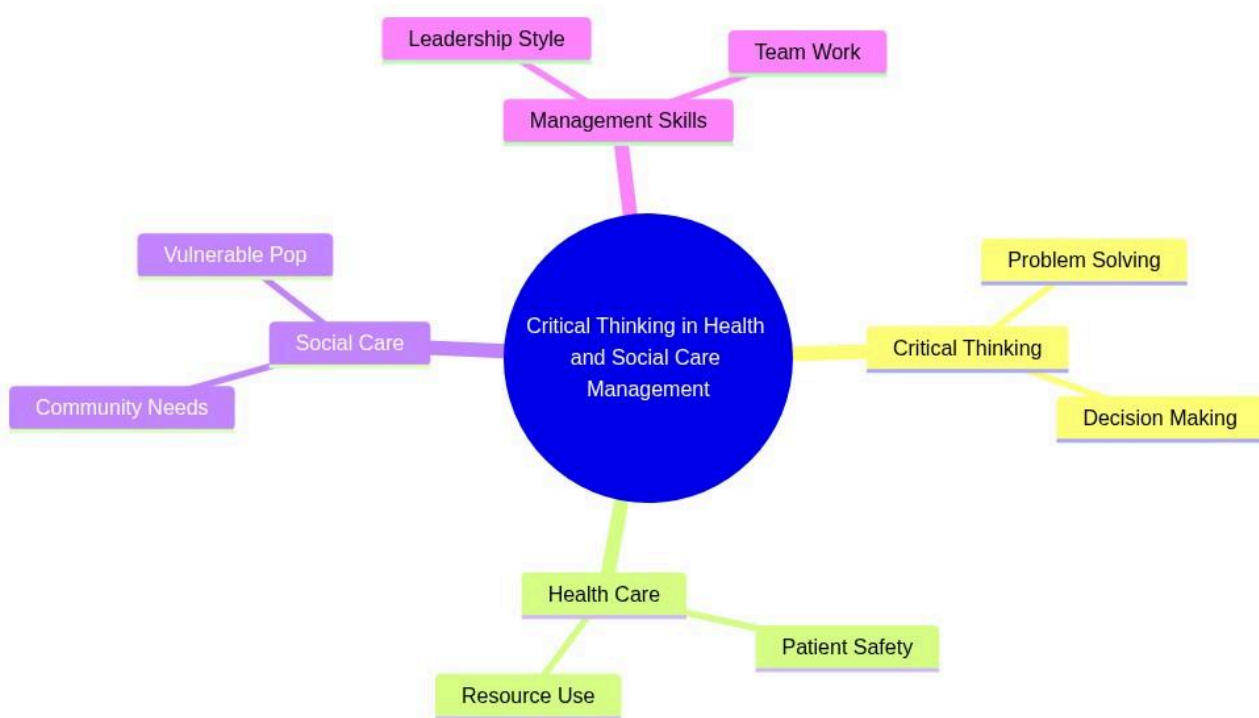 Leadership Style
Team Work
Management Skills
Vulnerable Pop
Social Care
Community Needs
Critical Thinking in Health
and Social Care
Management
Problem Solving
Critical Thinking
Decision Making
Health Care
Patient Safety
Resource Use